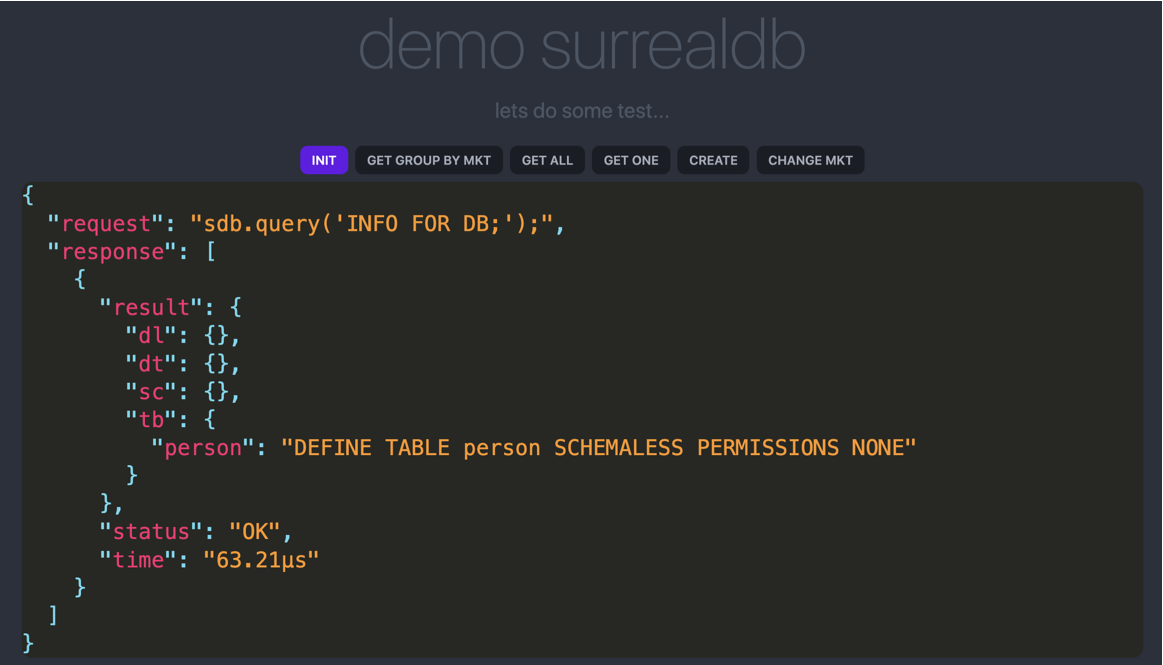 demo surrealdb
lets do some test...
INIT GET GROUP BY MKT GET ALL GET ONE CREATE CHANGE MKT
{
  "request": "sdb.query('INFO FOR DB;');",
  "response": [
    {
      "result": {
        "dl": {},
        "dt": {},
        "sc": {},
        "tb": {
          "person": "DEFINE TABLE person SCHEMALESS PERMISSIONS NONE"
        }
      },
      "status": "OK",
      "time": "63.21µs"
    }
  ]
}